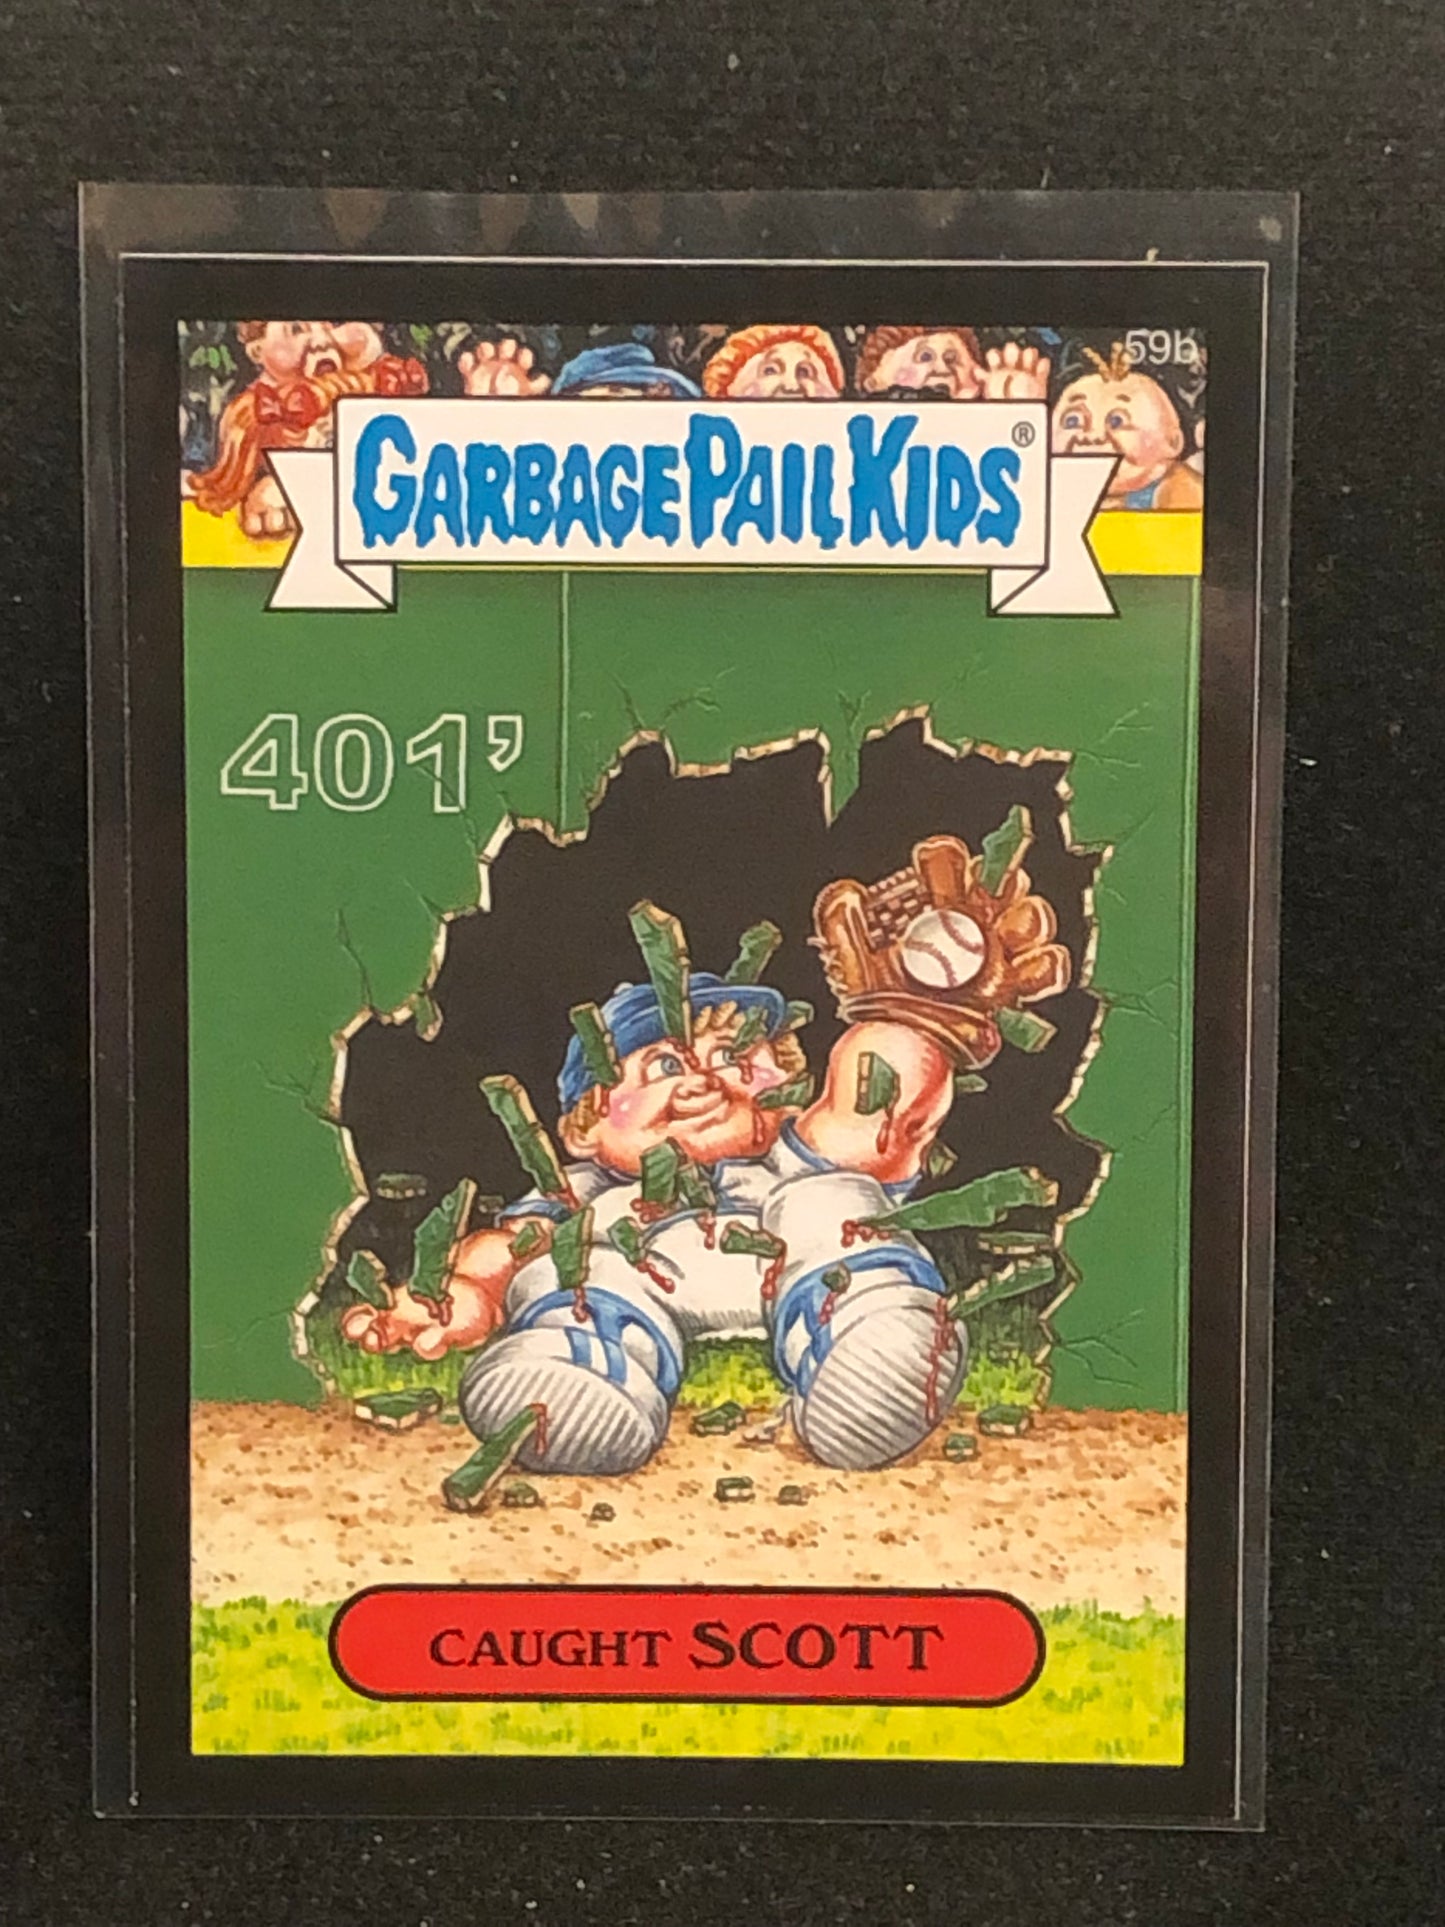 59b
GARBAGE PAIL KIDS®
401'
CAUGHT SCOTT